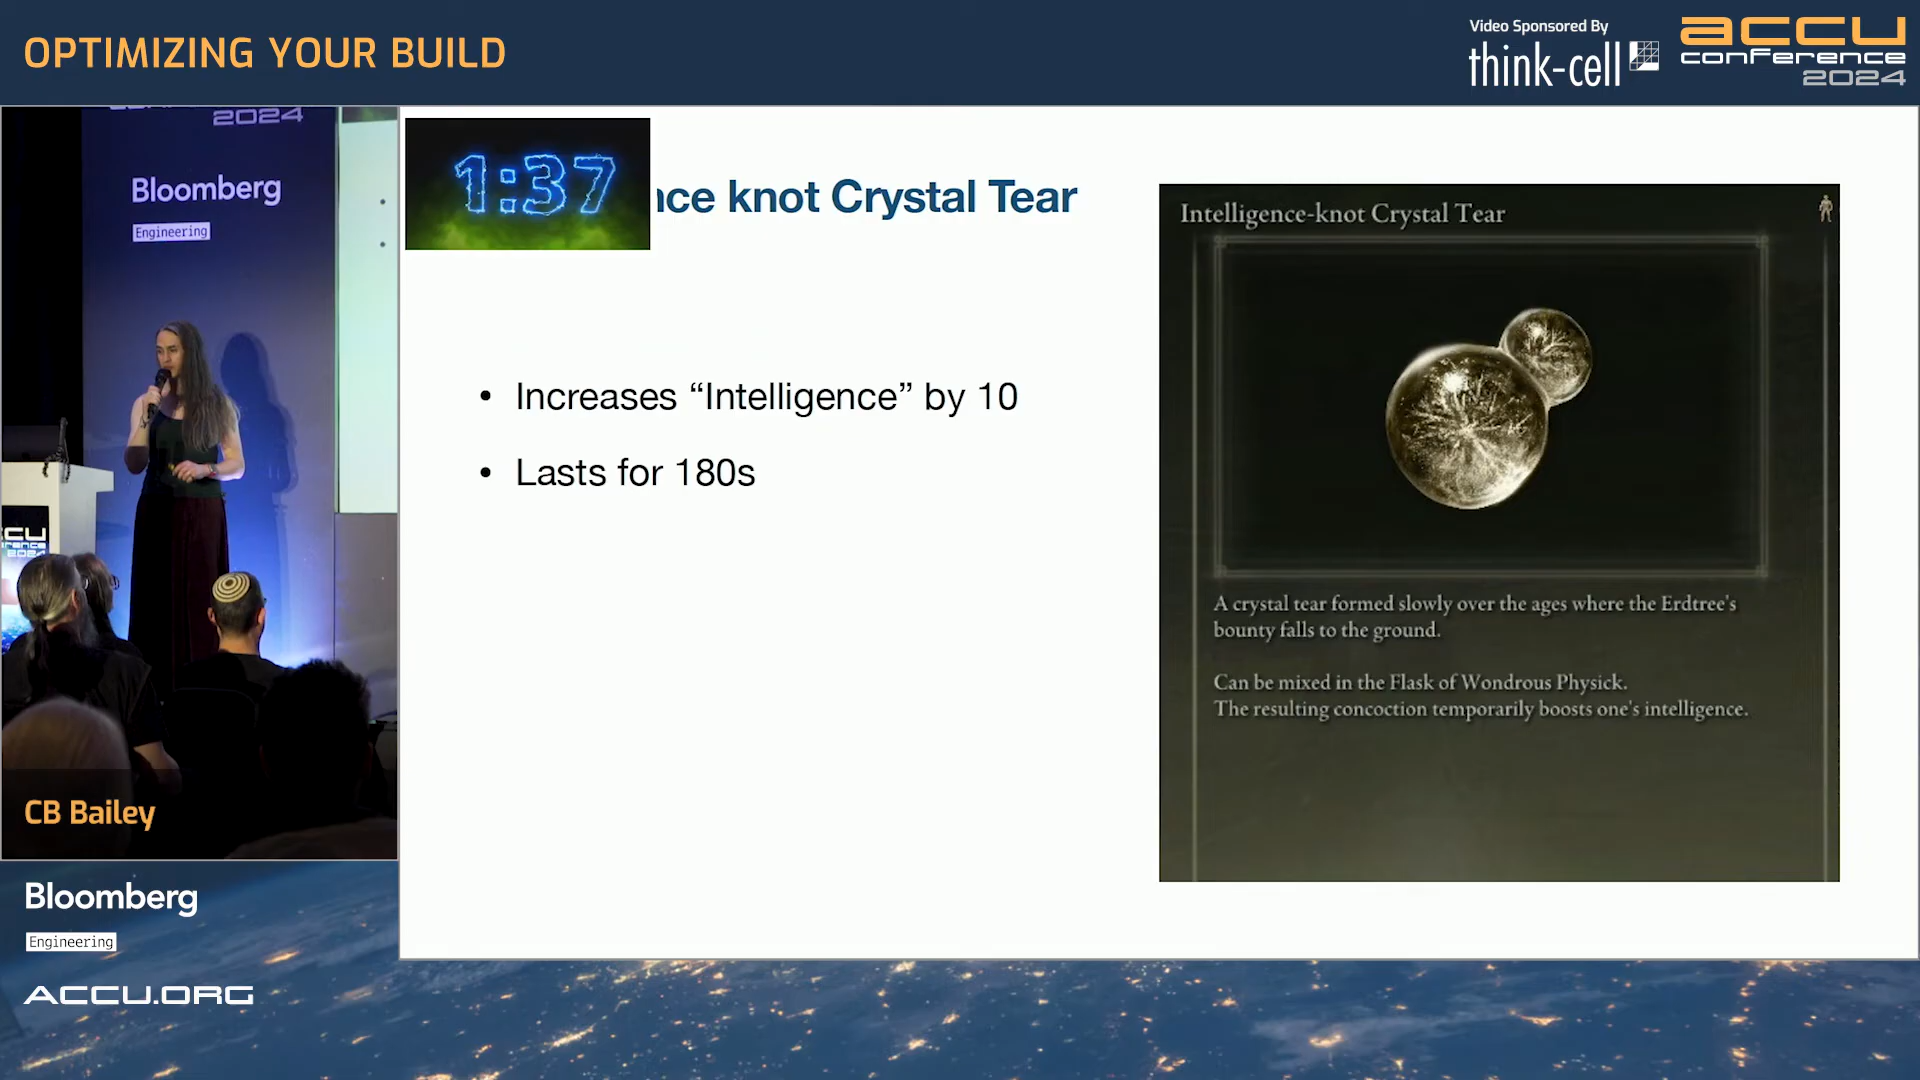 OPTIMIZING YOUR BUILD
Video Sponsored By
think-cell
accu
conference
2024
2024
Bloomberg
Engineering
1:37
nce knot Crystal Tear
• Increases “Intelligence” by 10
• Lasts for 180s
Intelligence-knot Crystal Tear
A crystal tear formed slowly over the ages where the Erdtree's
bounty falls to the ground.
Can be mixed in the Flask of Wondrous Physick.
The resulting concoction temporarily boosts one's intelligence.
CCU
2024
CB Bailey
Bloomberg
Engineering
ACCU.ORG